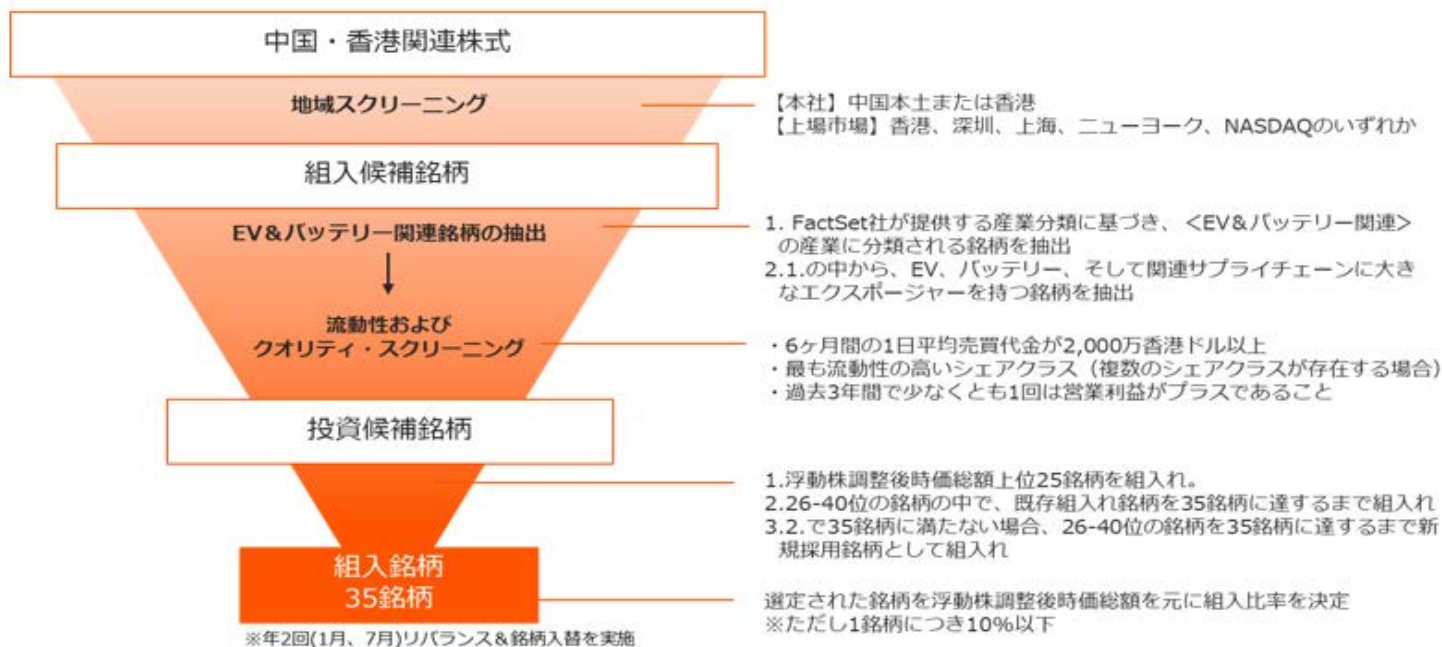 中国・香港関連株式
地域スクリーニング
【本社】中国本土または香港
【上場市場】香港、深圳、上海、ニューヨーク、NASDAQのいずれか
組入候補銘柄
EV&バッテリー関連銘柄の抽出
1. FactSet社が提供する産業分類に基づき、<EV&バッテリー関連>
の産業に分類される銘柄を抽出
2.1.の中から、EV、バッテリー、そして関連サプライチェーンに大き
なエクスポージャーを持つ銘柄を抽出
流動性および
クオリティ・スクリーニング
・6ヶ月間の1日平均売買代金が2,000万香港ドル以上
・最も流動性の高いシェアクラス（複数のシェアクラスが存在する場合）
・過去3年間で少なくとも1回は営業利益がプラスであること
投資候補銘柄
1.浮動株調整後時価総額上位25銘柄を組入れ。
2.26-40位の銘柄の中で、既存組入れ銘柄を35銘柄に達するまで組入れ
3.2.で35銘柄に満たない場合、26-40位の銘柄を35銘柄に達するまで新
規採用銘柄として組入れ
組入銘柄
35銘柄
選定された銘柄を浮動株調整後時価総額を元に組入比率を決定
※ただし1銘柄につき10%以下
※年2回(1月、7月)リバランス&銘柄入替を実施